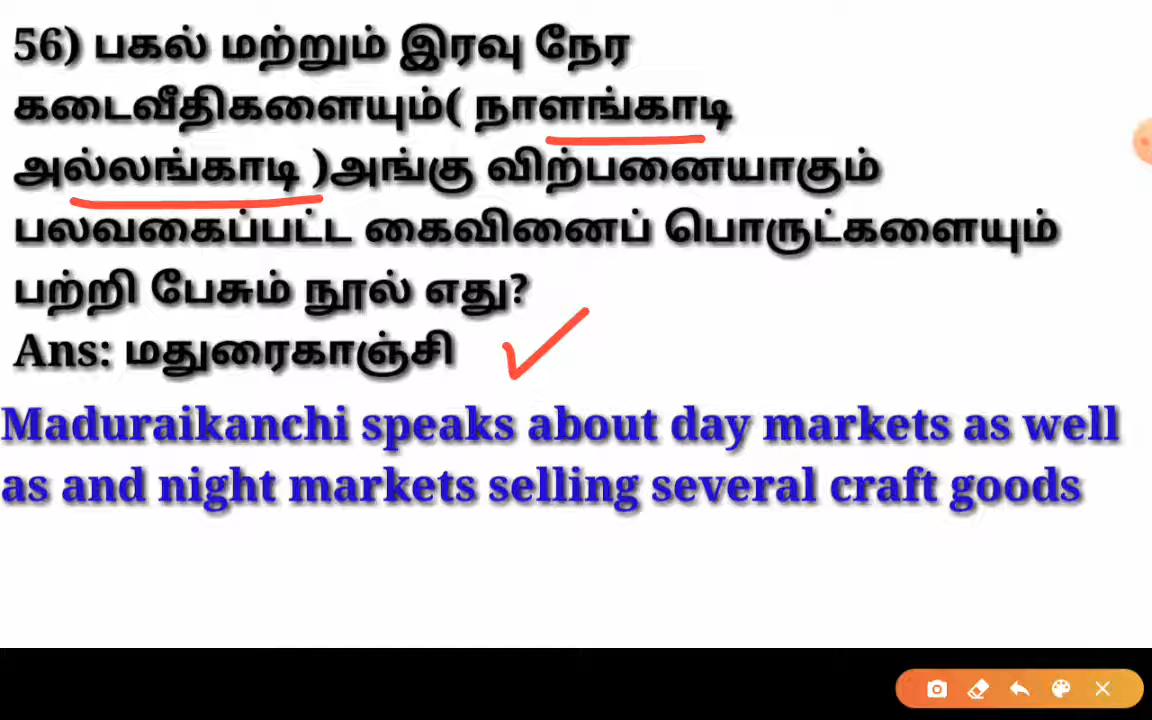 56) பகல் மற்றும் இரவு நேர
கடைவீதிகளையும்( நாளங்காடி
அல்லங்காடி )அங்கு விற்பனையாகும்
பலவகைப்பட்ட கைவினைப் பொருட்களையும்
பற்றி பேசும் நூல் எது?
Ans: மதுரைகாஞ்சி
Maduraikanchi speaks about day markets as well
as and night markets selling several craft goods